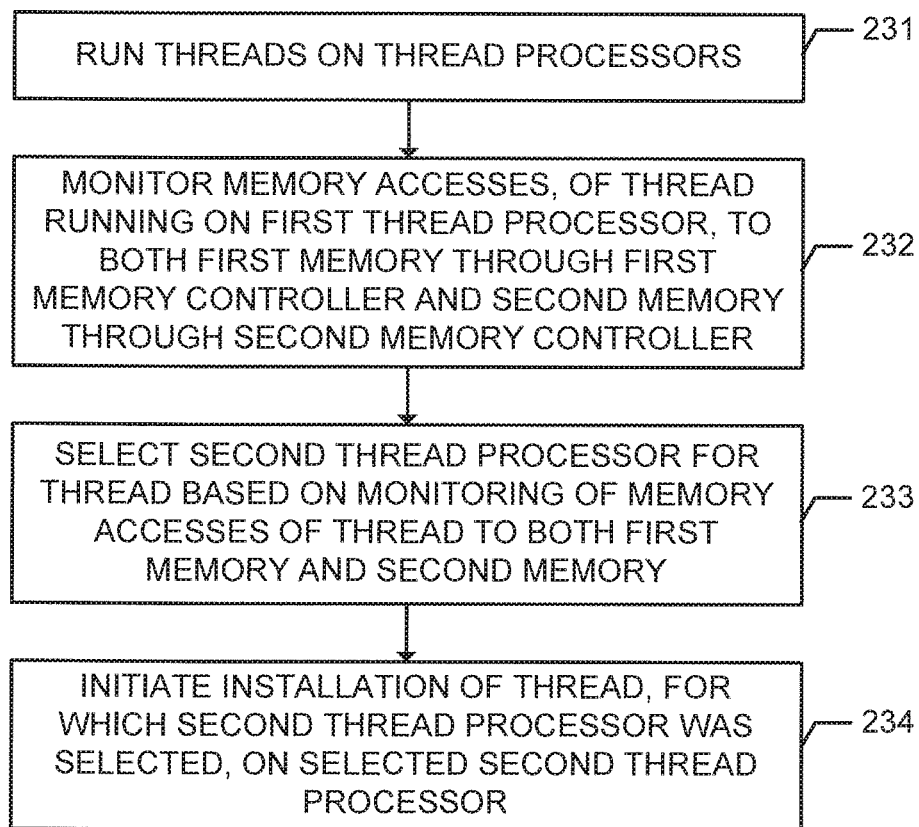 RUN THREADS ON THREAD PROCESSORS
231
MONITOR MEMORY ACCESSES, OF THREAD
RUNNING ON FIRST THREAD PROCESSOR, TO
BOTH FIRST MEMORY THROUGH FIRST
MEMORY CONTROLLER AND SECOND MEMORY
THROUGH SECOND MEMORY CONTROLLER
232
SELECT SECOND THREAD PROCESSOR FOR
THREAD BASED ON MONITORING OF MEMORY
ACCESSES OF THREAD TO BOTH FIRST
MEMORY AND SECOND MEMORY
233
INITIATE INSTALLATION OF THREAD, FOR
WHICH SECOND THREAD PROCESSOR WAS
SELECTED, ON SELECTED SECOND THREAD
PROCESSOR
234